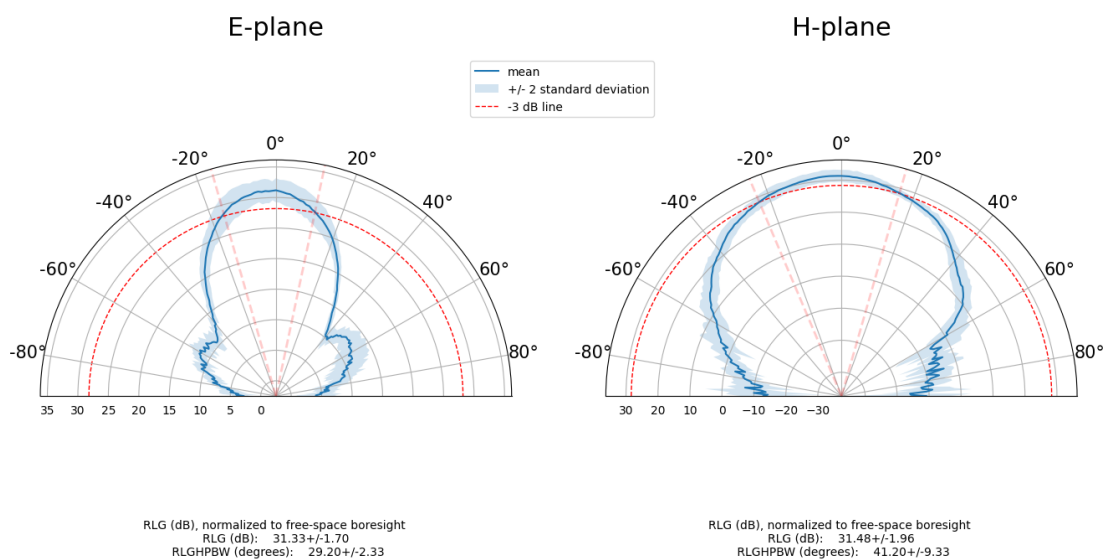 E-plane
H-plane
mean
+/- 2 standard deviation
-3 dB line
0°
-20°
20°
-40°
40°
-60°
60°
-80°
80°
35 30 25 20 15 10 5 0
0°
-20°
20°
-40°
40°
-60°
60°
-80°
80°
30 20 10 0 −10 −20 −30
RLG (dB), normalized to free-space boresight
RLG (dB): 31.33+/-1.70
RLGHPBW (degrees): 29.20+/-2.33
RLG (dB), normalized to free-space boresight
RLG (dB): 31.48+/-1.96
RLGHPBW (degrees): 41.20+/-9.33